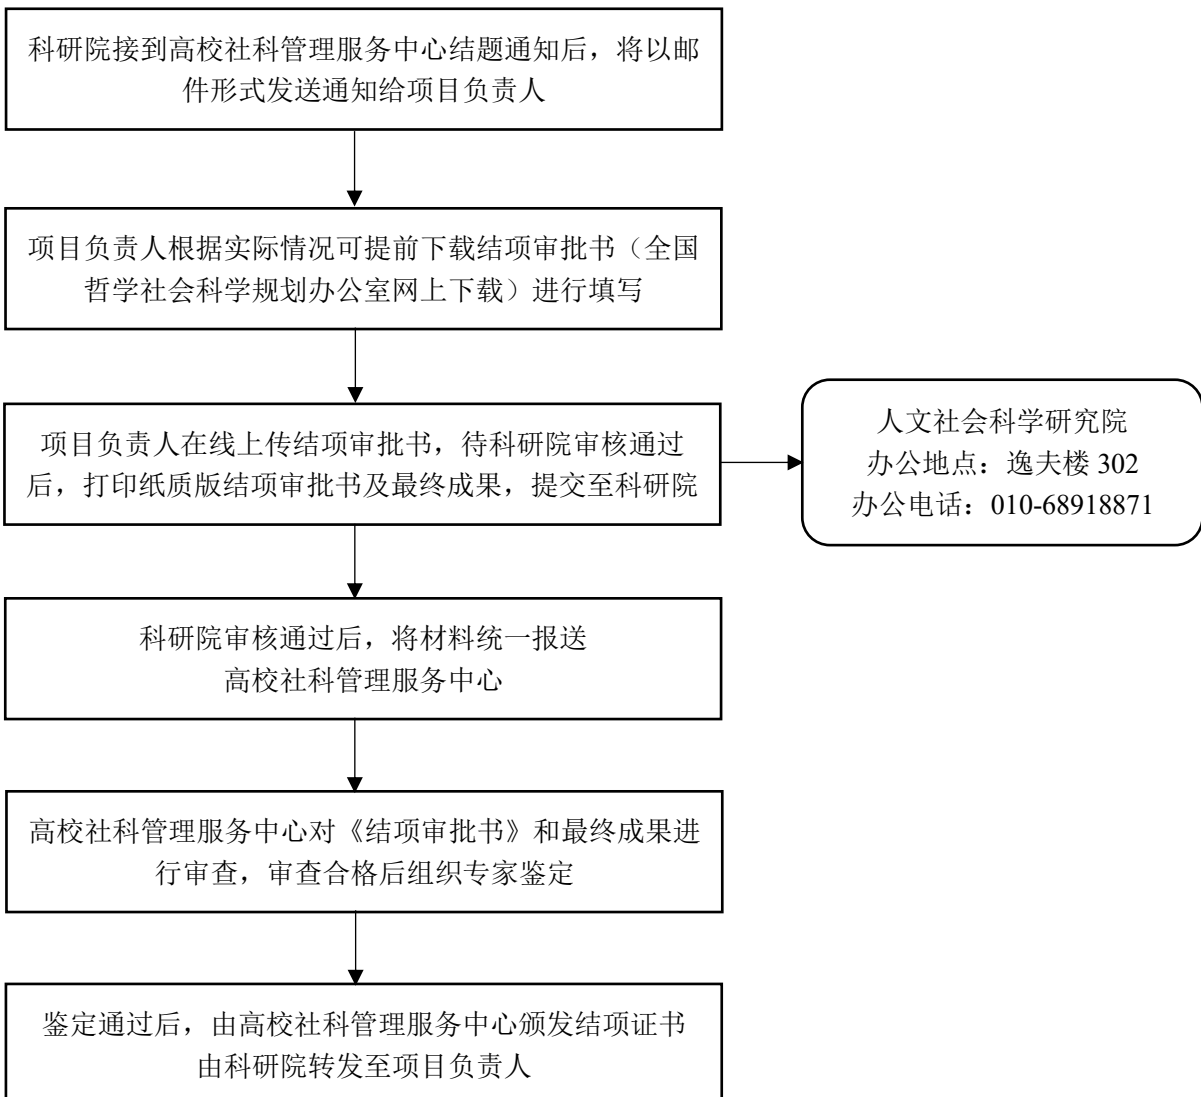 科研院接到高校社科管理服务中心结题通知后，将以邮
件形式发送通知给项目负责人
项目负责人根据实际情况可提前下载结项审批书（全国
哲学社会科学规划办公室网上下载）进行填写
项目负责人在线上传结项审批书，待科研院审核通过
后，打印纸质版结项审批书及最终成果，提交至科研院
人文社会科学研究院
办公地点：逸夫楼 302
办公电话：010-68918871
科研院审核通过后，将材料统一报送
高校社科管理服务中心
高校社科管理服务中心对《结项审批书》和最终成果进
行审查，审查合格后组织专家鉴定
鉴定通过后，由高校社科管理服务中心颁发结项证书
由科研院转发至项目负责人